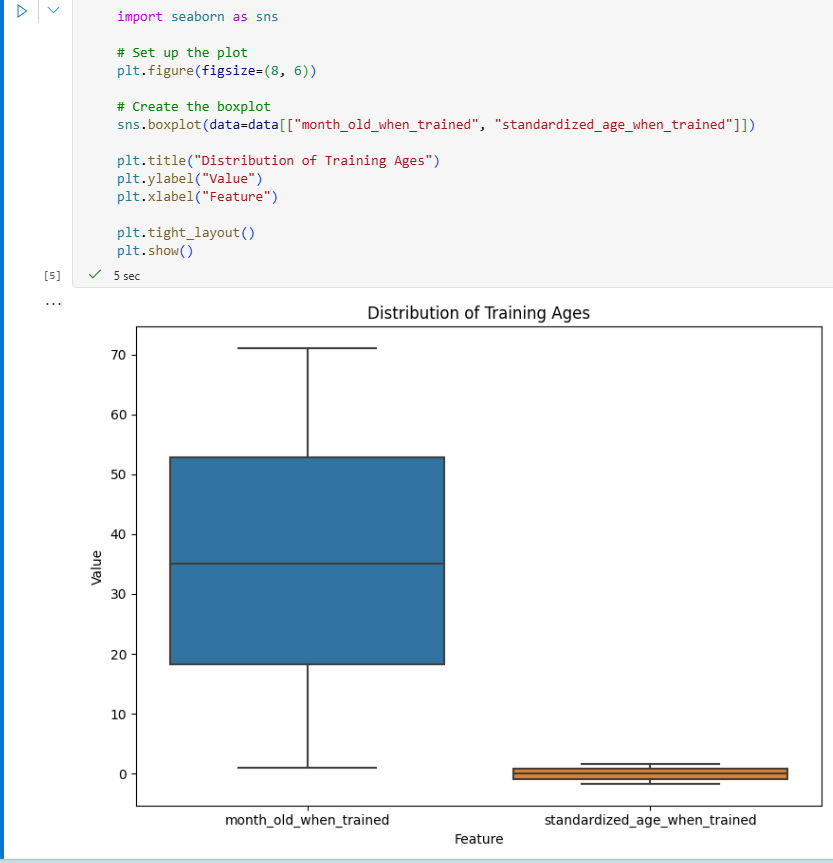 import seaborn as sns
# Set up the plot
plt.figure(figsize=(8, 6))
# Create the boxplot
sns.boxplot(data=data[["month_old_when_trained", "standardized_age_when_trained"]])
plt.title("Distribution of Training Ages")
plt.ylabel("Value")
plt.xlabel("Feature")
plt.tight_layout()
plt.show()
[5]
5 sec
...
Distribution of Training Ages
70
60
50
40
30
20
10
0
Value
month_old_when_trained
standardized_age_when_trained
Feature